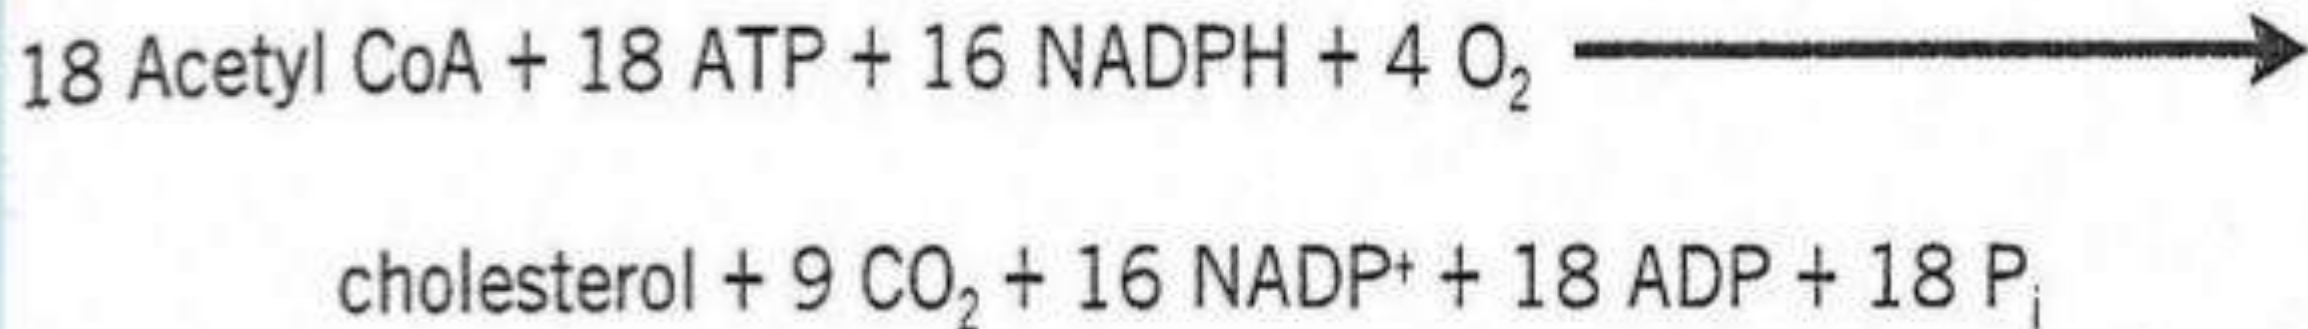 18 Acetyl CoA + 18 ATP + 16 NADPH + 4 O₂ ⟶
cholesterol + 9 CO₂ + 16 NADP⁺ + 18 ADP + 18 Pᵢ